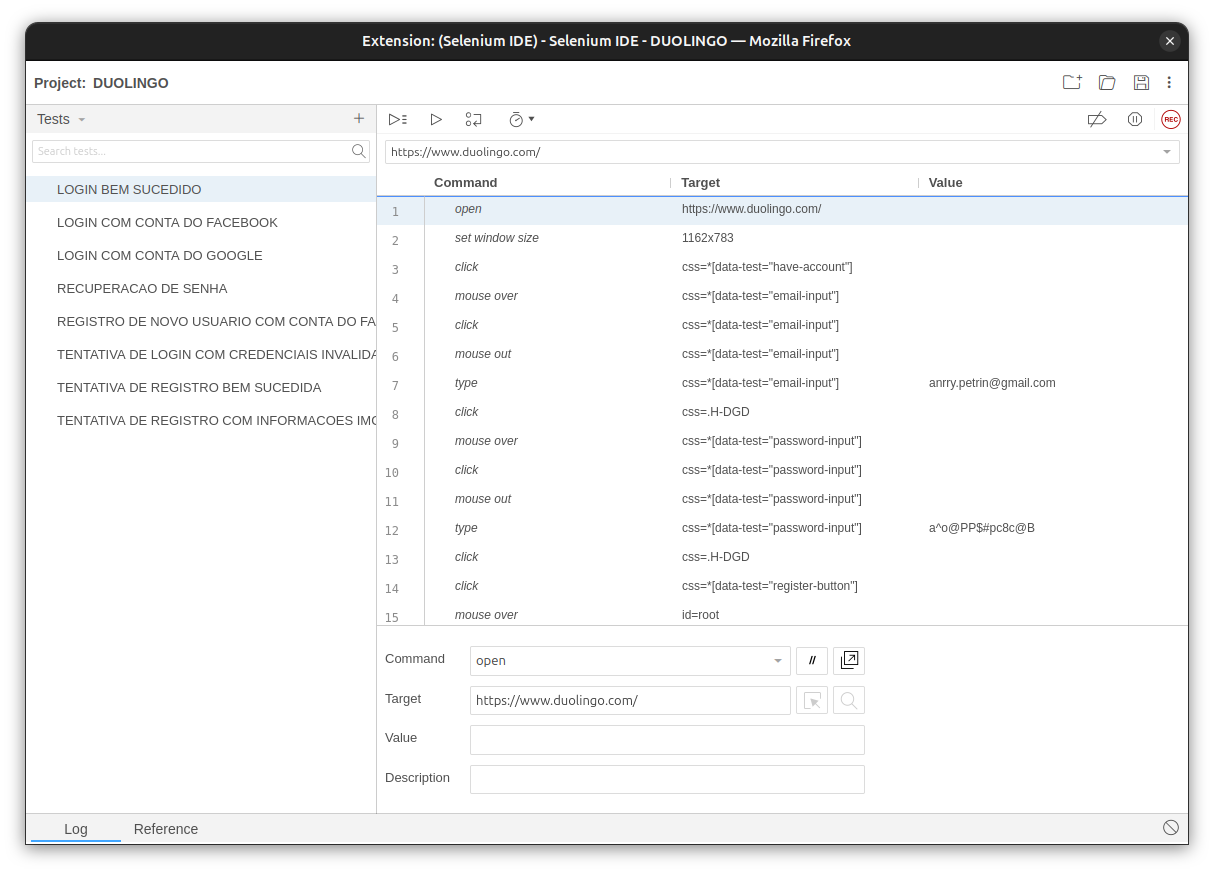 Extension: (Selenium IDE) - Selenium IDE - DUOLINGO — Mozilla Firefox
Project: DUOLINGO
Tests
Search tests...
LOGIN BEM SUCEDIDO
LOGIN COM CONTA DO FACEBOOK
LOGIN COM CONTA DO GOOGLE
RECUPERACAO DE SENHA
REGISTRO DE NOVO USUARIO COM CONTA DO FA
TENTATIVA DE LOGIN COM CREDENCIAIS INVALIDA
TENTATIVA DE REGISTRO BEM SUCEDIDA
TENTATIVA DE REGISTRO COM INFORMACOES IMC
REC
https://www.duolingo.com/
Command Target Value
1 open https://www.duolingo.com/
2 set window size 1162x783
3 click css=*[data-test="have-account"]
4 mouse over css=*[data-test="email-input"]
5 click css=*[data-test="email-input"]
6 mouse out css=*[data-test="email-input"]
7 type css=*[data-test="email-input"] anrry.petrin@gmail.com
8 click css=.H-DGD
9 mouse over css=*[data-test="password-input"]
10 click css=*[data-test="password-input"]
11 mouse out css=*[data-test="password-input"]
12 type css=*[data-test="password-input"] a^o@PP$#pc8c@B
13 click css=.H-DGD
14 click css=*[data-test="register-button"]
15 mouse over id=root
Command open //
Target https://www.duolingo.com/
Value
Description
Log Reference